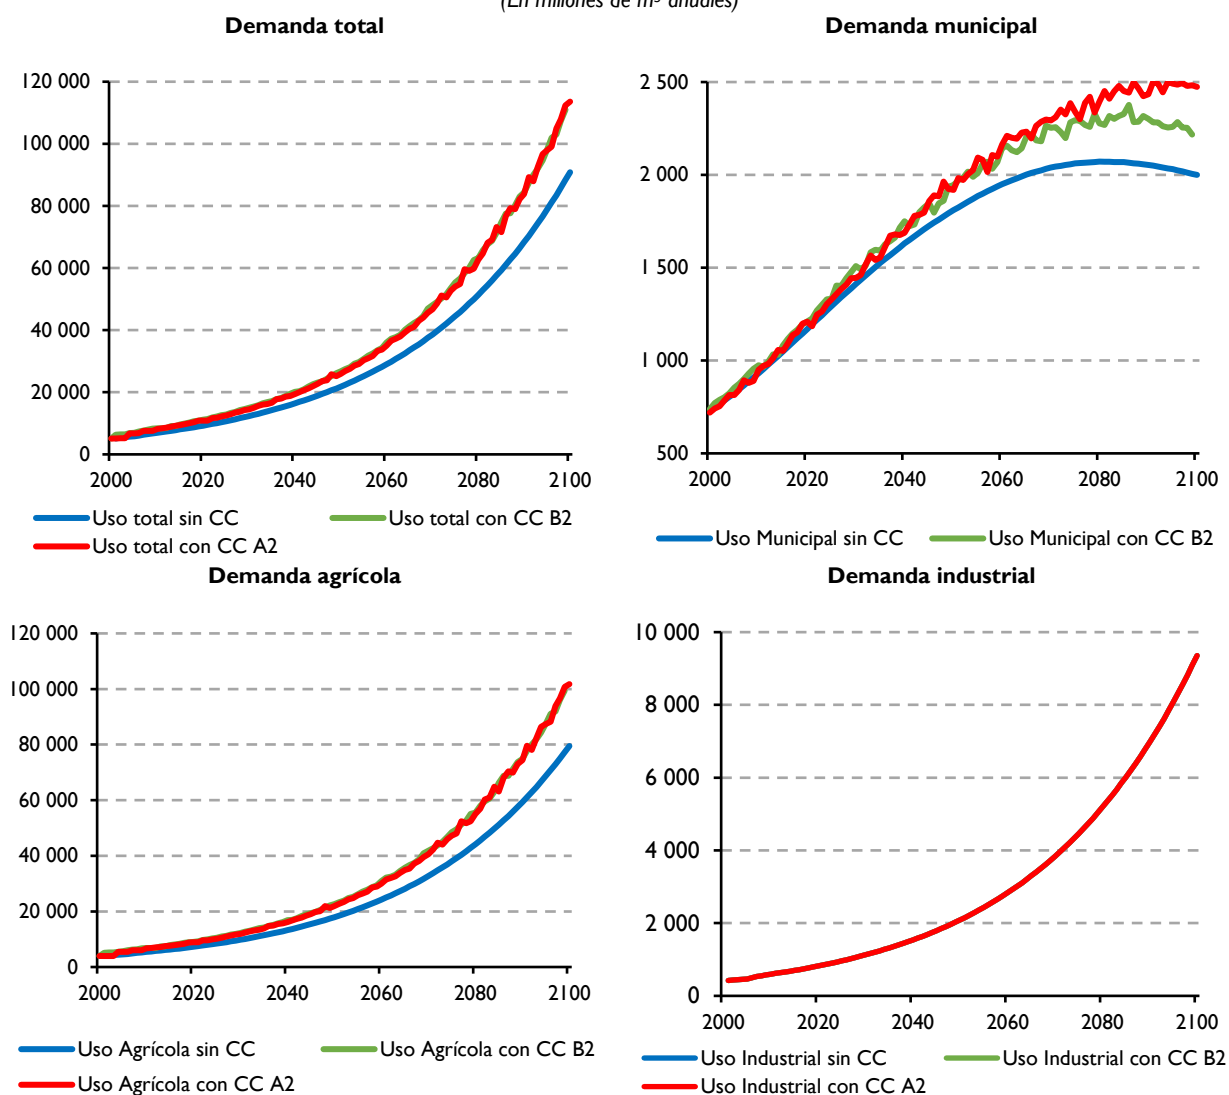 (En millones de m³ anuales)
Demanda total
120 000
100 000
80 000
60 000
40 000
20 000
0
2000 2020 2040 2060 2080 2100
Uso total sin CC Uso total con CC B2
Uso total con CC A2
Demanda municipal
2 500
2 000
1 500
1 000
500
2000 2020 2040 2060 2080 2100
Uso Municipal sin CC Uso Municipal con CC B2
Demanda agrícola
120 000
100 000
80 000
60 000
40 000
20 000
0
2000 2020 2040 2060 2080 2100
Uso Agrícola sin CC Uso Agrícola con CC B2
Uso Agrícola con CC A2
Demanda industrial
10 000
8 000
6 000
4 000
2 000
0
2000 2020 2040 2060 2080 2100
Uso Industrial sin CC Uso Industrial con CC B2
Uso Industrial con CC A2